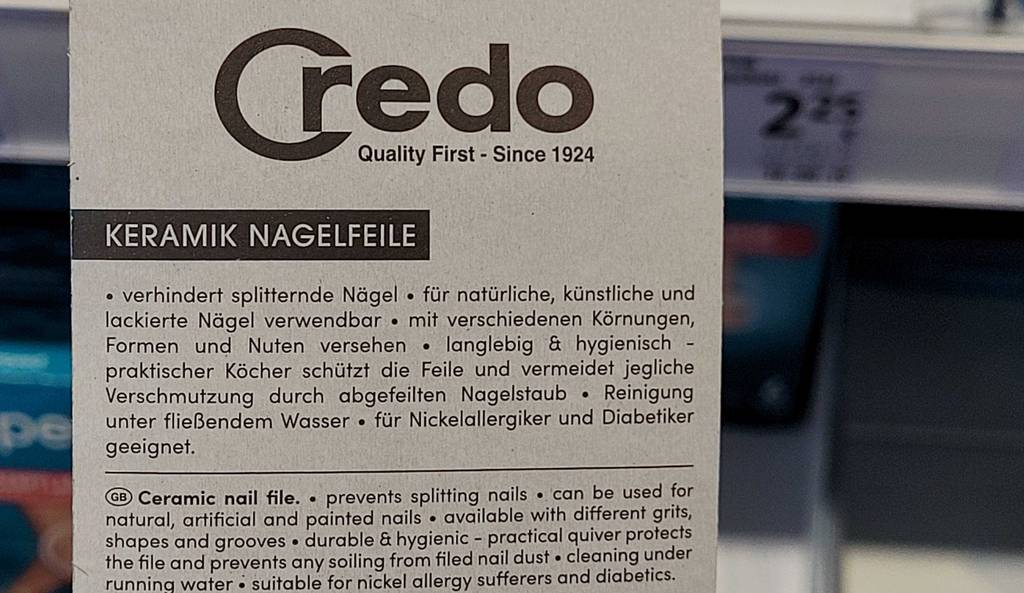 Credo
Quality First - Since 1924
2 25
KERAMIK NAGELFEILE
• verhindert splitternde Nägel • für natürliche, künstliche und
lackierte Nägel verwendbar • mit verschiedenen Körnungen,
Formen und Nuten versehen • langlebig & hygienisch -
praktischer Köcher schützt die Feile und vermeidet jegliche
Verschmutzung durch abgefeilten Nagelstaub • Reinigung
unter fließendem Wasser • für Nickelallergiker und Diabetiker
geeignet.
GB Ceramic nail file. • prevents splitting nails • can be used for
natural, artificial and painted nails • available with different grits,
shapes and grooves • durable & hygienic - practical quiver protects
the file and prevents any soiling from filed nail dust • cleaning under
running water • suitable for nickel allergy sufferers and diabetics.